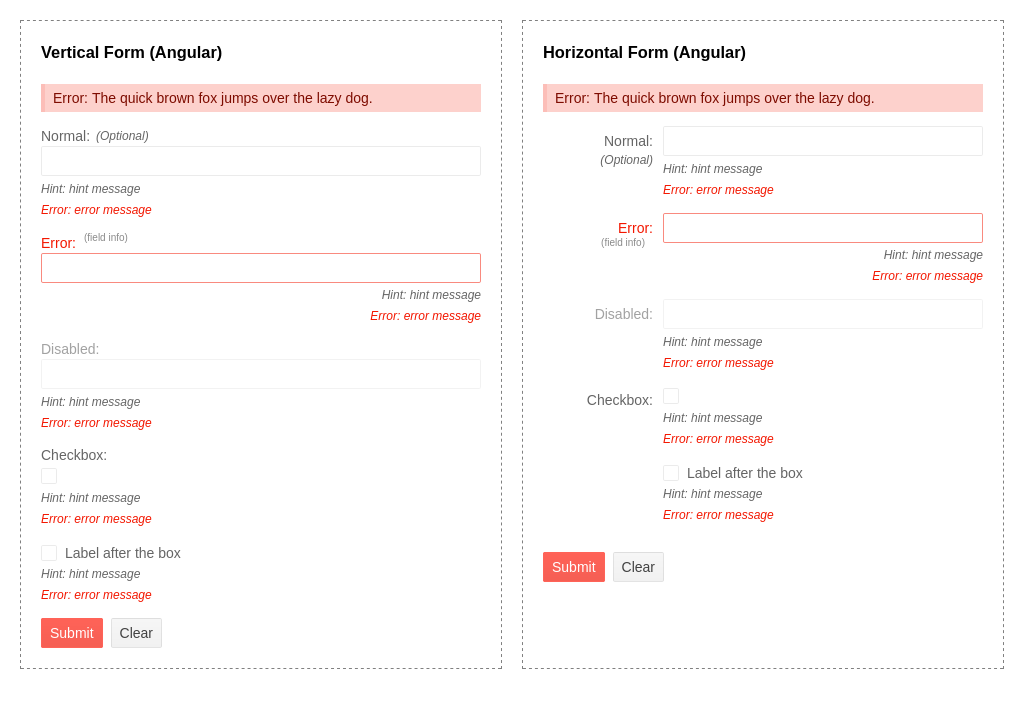 Vertical Form (Angular)
Error: The quick brown fox jumps over the lazy dog.
Normal: (Optional)
Hint: hint message
Error: error message
Error: (field info)
Hint: hint message
Error: error message
Disabled:
Hint: hint message
Error: error message
Checkbox:
Hint: hint message
Error: error message
Label after the box
Hint: hint message
Error: error message
Submit Clear
Horizontal Form (Angular)
Error: The quick brown fox jumps over the lazy dog.
Normal:
(Optional)
Hint: hint message
Error: error message
Error:
(field info)
Hint: hint message
Error: error message
Disabled:
Hint: hint message
Error: error message
Checkbox:
Hint: hint message
Error: error message
Label after the box
Hint: hint message
Error: error message
Submit Clear